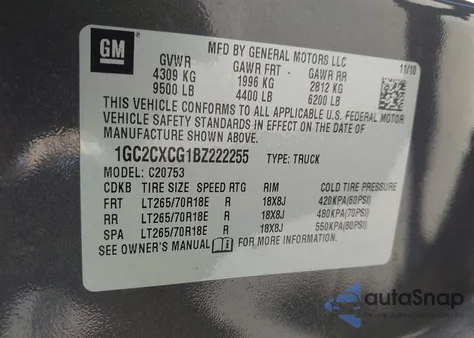 GM
MFD BY GENERAL MOTORS LLC
11/10
GVWR GAWR FRT GAWR RR
4309 KG 1996 KG 2812 KG
9500 LB 4400 LB 6200 LB
THIS VEHICLE CONFORMS TO ALL APPLICABLE U.S. FEDERAL MOTOR
VEHICLE SAFETY STANDARDS IN EFFECT ON THE DATE OF
MANUFACTURE SHOWN ABOVE.
1GC2CXCG1BZ222255 TYPE: TRUCK
MODEL: C20753
CDKB TIRE SIZE SPEED RTG RIM COLD TIRE PRESSURE
FRT LT265/70R18E R 18X8J 420KPA(60PSI)
RR LT265/70R18E R 18X8J 480KPA(70PSI)
SPA LT265/70R18E R 18X8J 550KPA(80PSI)
SEE OWNER'S MANUAL FOR MORE INFORMATION
autoSnap